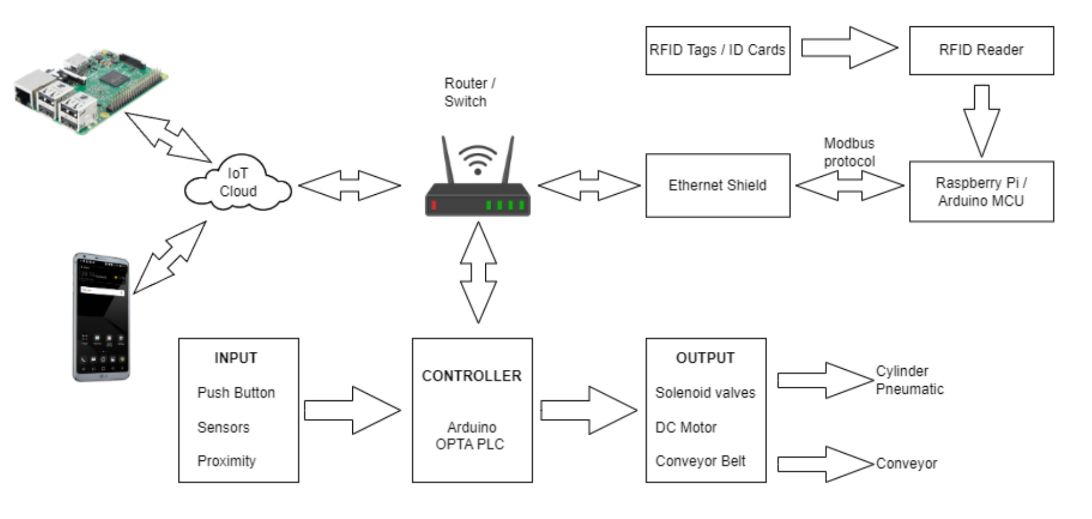 RFID Tags / ID Cards
RFID Reader
Router /
Switch
Modbus
protocol
IoT
Cloud
Ethernet Shield
Raspberry Pi /
Arduino MCU
INPUT
Push Button
Sensors
Proximity
CONTROLLER
Arduino
OPTA PLC
OUTPUT
Solenoid valves
DC Motor
Conveyor Belt
Cylinder
Pneumatic
Conveyor